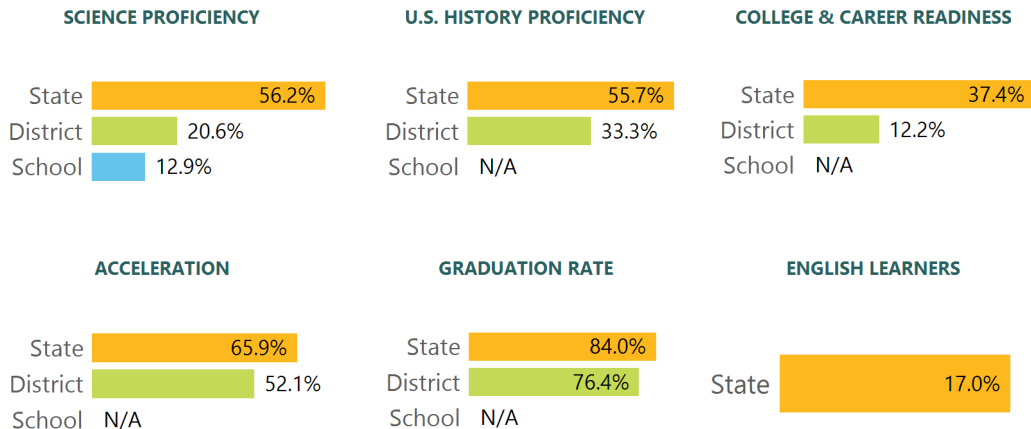 SCIENCE PROFICIENCY
State 56.2%
District 20.6%
School 12.9%
U.S. HISTORY PROFICIENCY
State 55.7%
District 33.3%
School N/A
COLLEGE & CAREER READINESS
State 37.4%
District 12.2%
School N/A
ACCELERATION
State 65.9%
District 52.1%
School N/A
GRADUATION RATE
State 84.0%
District 76.4%
School N/A
ENGLISH LEARNERS
State 17.0%